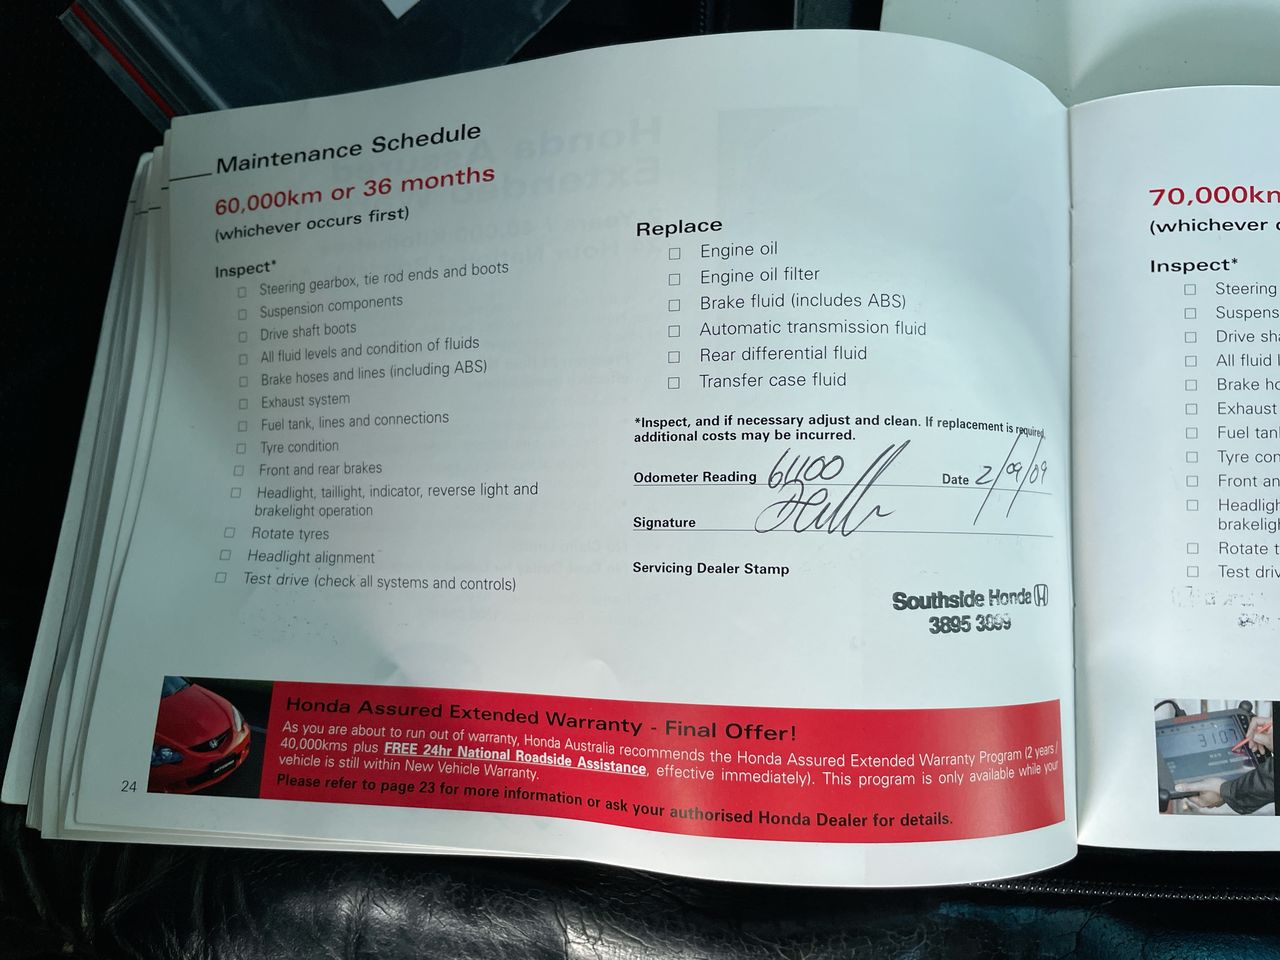 Maintenance Schedule
60,000km or 36 months
(whichever occurs first)
Inspect*
☐ Steering gearbox, tie rod ends and boots
☐ Suspension components
☐ Drive shaft boots
☐ All fluid levels and condition of fluids
☐ Brake hoses and lines (including ABS)
☐ Exhaust system
☐ Fuel tank, lines and connections
☐ Tyre condition
☐ Front and rear brakes
☐ Headlight, taillight, indicator, reverse light and
brakelight operation
☐ Rotate tyres
☐ Headlight alignment
☐ Test drive (check all systems and controls)
Replace
☐ Engine oil
☐ Engine oil filter
☐ Brake fluid (includes ABS)
☐ Automatic transmission fluid
☐ Rear differential fluid
☐ Transfer case fluid
*Inspect, and if necessary adjust and clean. If replacement is required,
additional costs may be incurred.
Odometer Reading Date 2/09/09
Signature
Servicing Dealer Stamp
Southside Honda
3895 3899
Honda Assured Extended Warranty - Final Offer!
As you are about to run out of warranty, Honda Australia recommends the Honda Assured Extended Warranty Program (2 years /
40,000kms plus FREE 24hr National Roadside Assistance, effective immediately). This program is only available while your
vehicle is still within New Vehicle Warranty.
Please refer to page 23 for more information or ask your authorised Honda Dealer for details.
24
70,000km
(whichever
Inspect*
☐ Steering
☐ Suspens
☐ Drive sha
☐ All fluid
☐ Brake ho
☐ Exhaust
☐ Fuel tank
☐ Tyre con
☐ Front an
☐ Headligh
brakeligh
☐ Rotate t
☐ Test driv
3107